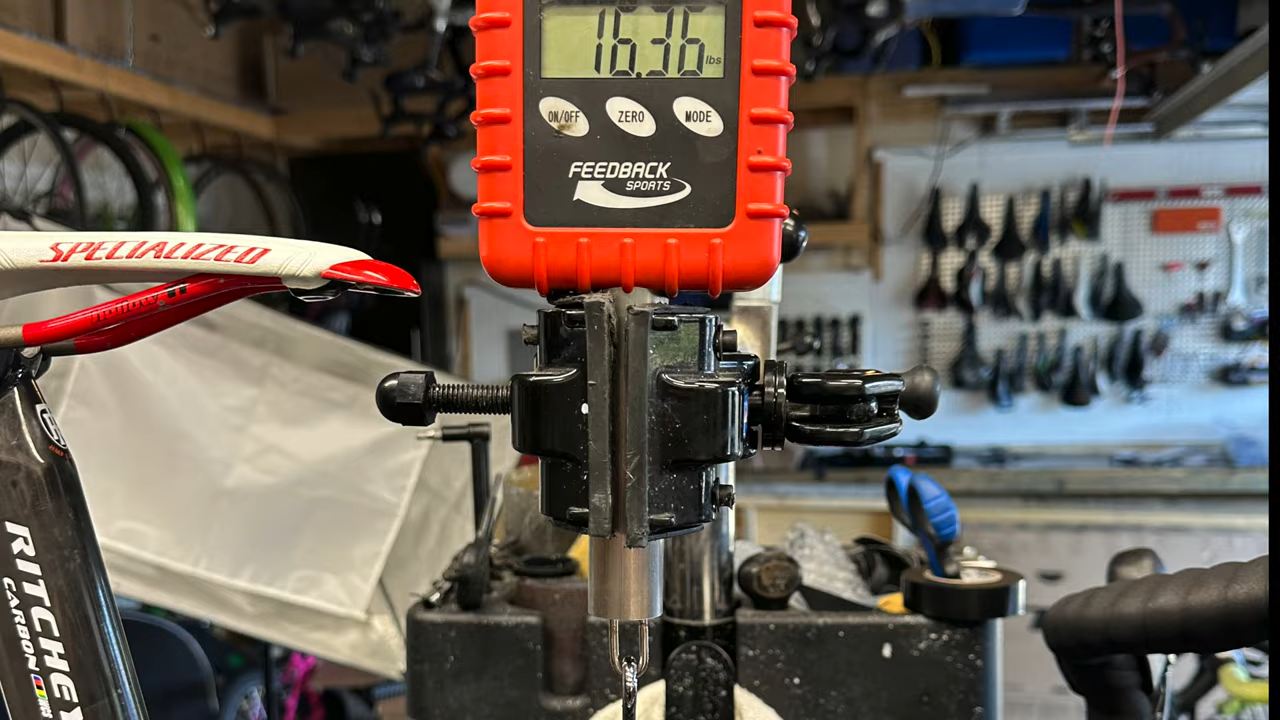 16.36 lbs
ON/OFF ZERO MODE
FEEDBACK
SPORTS
SPECIALIZED
RITCHEY
CARBON